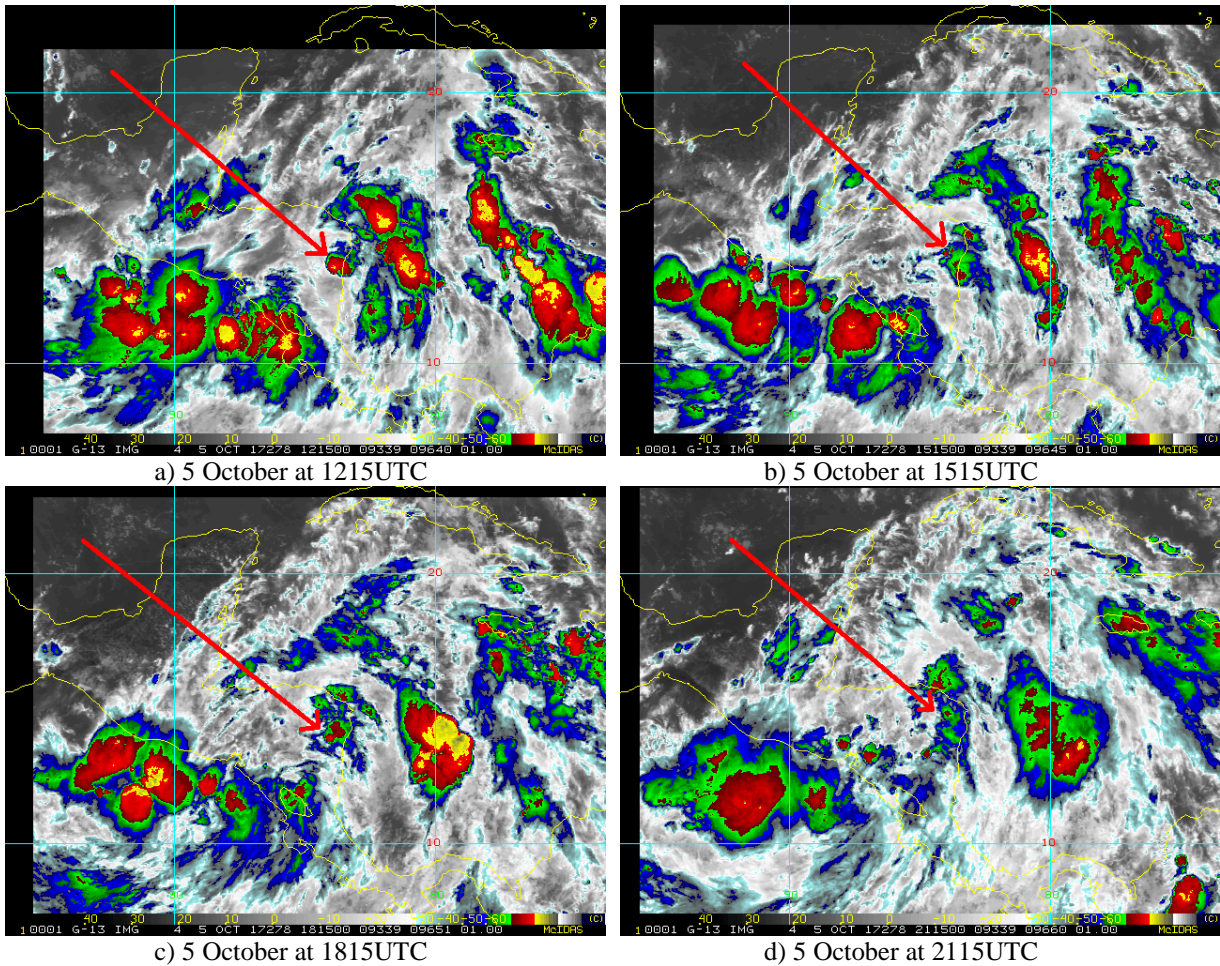 20
10
90
40 30 20 10 0 -10 -20 -30 -40-50-60 (C)
1 0001 G-13 IMG 4 5 OCT 17278 121500 09339 09640 01.00 McIDAS
a) 5 October at 1215UTC
20
10
90
40 30 20 10 0 -10 -20 -30 -40-50-60 (C)
1 0001 G-13 IMG 4 5 OCT 17278 151500 09339 09645 01.00 McIDAS
b) 5 October at 1515UTC
20
10
90
40 30 20 10 0 -10 -20 -30 -40-50-60 (C)
1 0001 G-13 IMG 4 5 OCT 17278 181500 09339 09651 01.00 McIDAS
c) 5 October at 1815UTC
20
10
90
40 30 20 10 0 -10 -20 -30 -40-50-60 (C)
1 0001 G-13 IMG 4 5 OCT 17278 211500 09339 09660 01.00 McIDAS
d) 5 October at 2115UTC